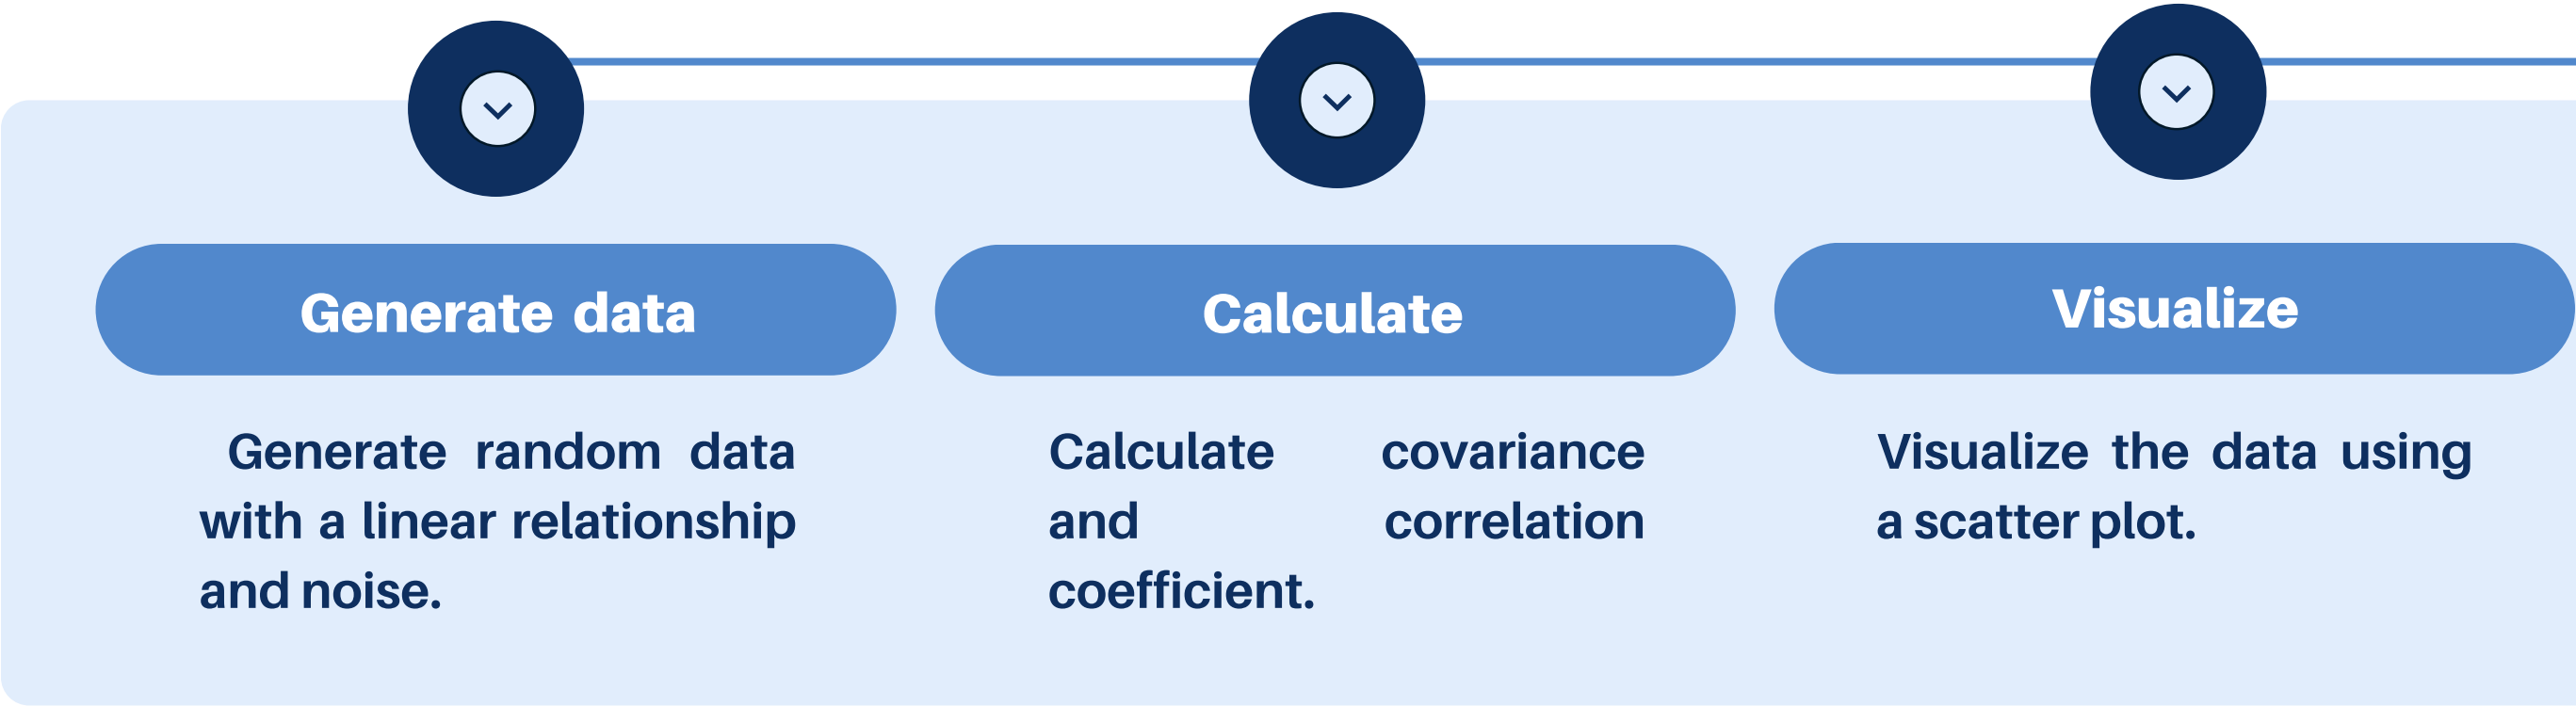 Generate data
Generate random data
with a linear relationship
and noise.
Calculate
Calculate covariance
and correlation
coefficient.
Visualize
Visualize the data using
a scatter plot.